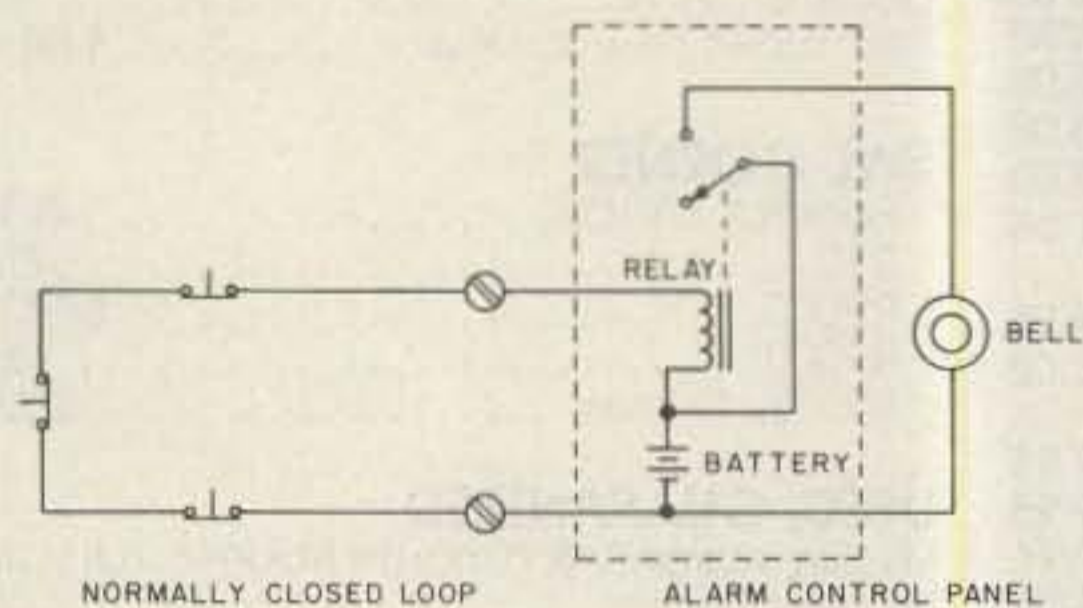 RELAY
BELL
BATTERY
NORMALLY CLOSED LOOP
ALARM CONTROL PANEL